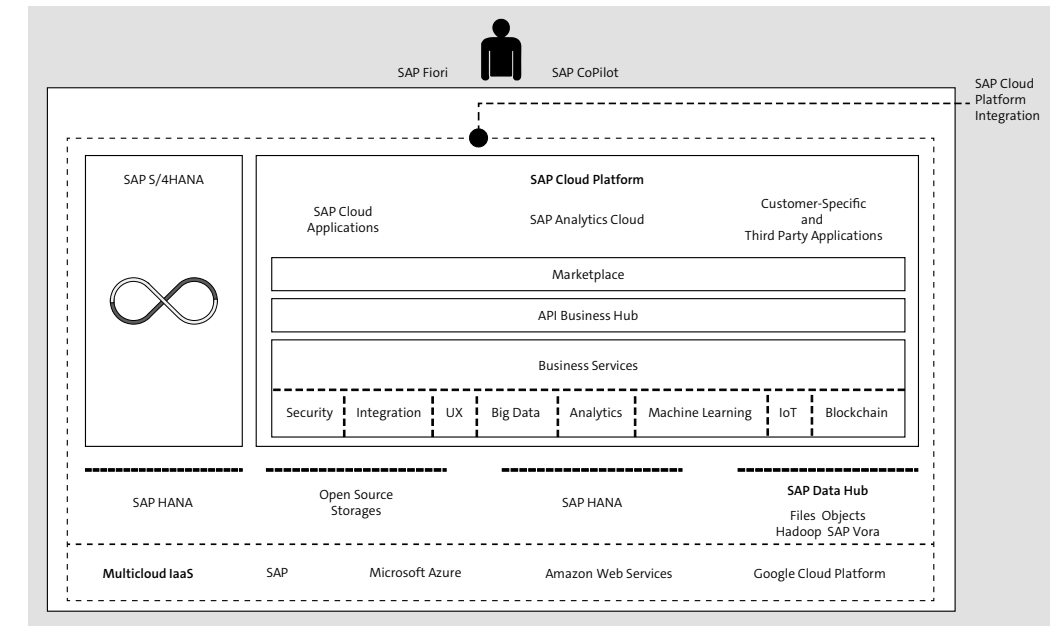 SAP Fiori
SAP CoPilot
SAP Cloud
Platform
Integration
SAP S/4HANA
SAP Cloud Platform
SAP Cloud
Applications
SAP Analytics Cloud
Customer-Specific
and
Third Party Applications
Marketplace
API Business Hub
Business Services
Security
Integration
UX
Big Data
Analytics
Machine Learning
IoT
Blockchain
SAP HANA
Open Source
Storages
SAP HANA
SAP Data Hub
Files Objects
Hadoop SAP Vora
Multicloud IaaS
SAP
Microsoft Azure
Amazon Web Services
Google Cloud Platform